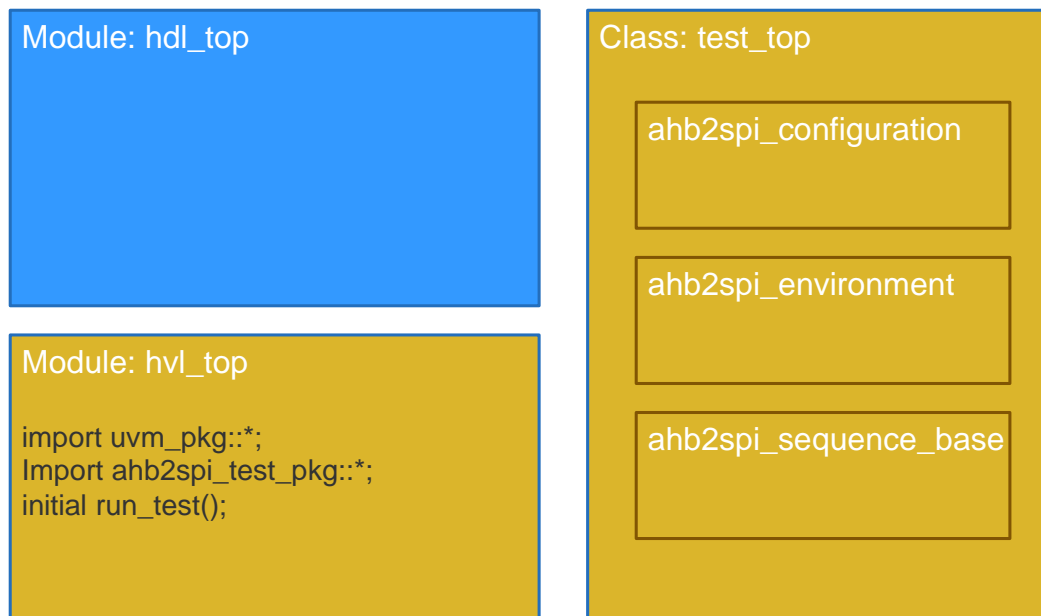 Module: hdl_top
Module: hvl_top
import uvm_pkg::*;
Import ahb2spi_test_pkg::*;
initial run_test();
Class: test_top
ahb2spi_configuration
ahb2spi_environment
ahb2spi_sequence_base